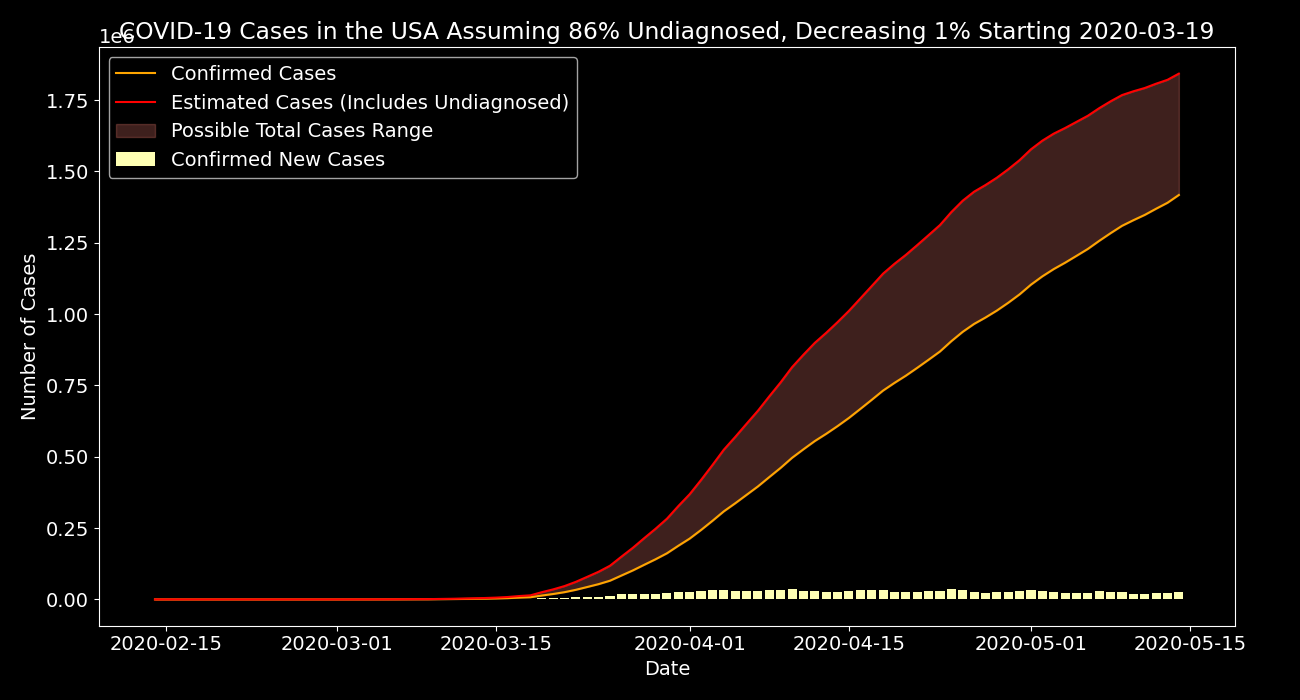 COVID-19 Cases in the USA Assuming 86% Undiagnosed, Decreasing 1% Starting 2020-03-19
1e6
Confirmed Cases
Estimated Cases (Includes Undiagnosed)
Possible Total Cases Range
Confirmed New Cases
1.75
1.50
1.25
1.00
0.75
0.50
0.25
0.00
Number of Cases
2020-02-15 2020-03-01 2020-03-15 2020-04-01 2020-04-15 2020-05-01 2020-05-15
Date